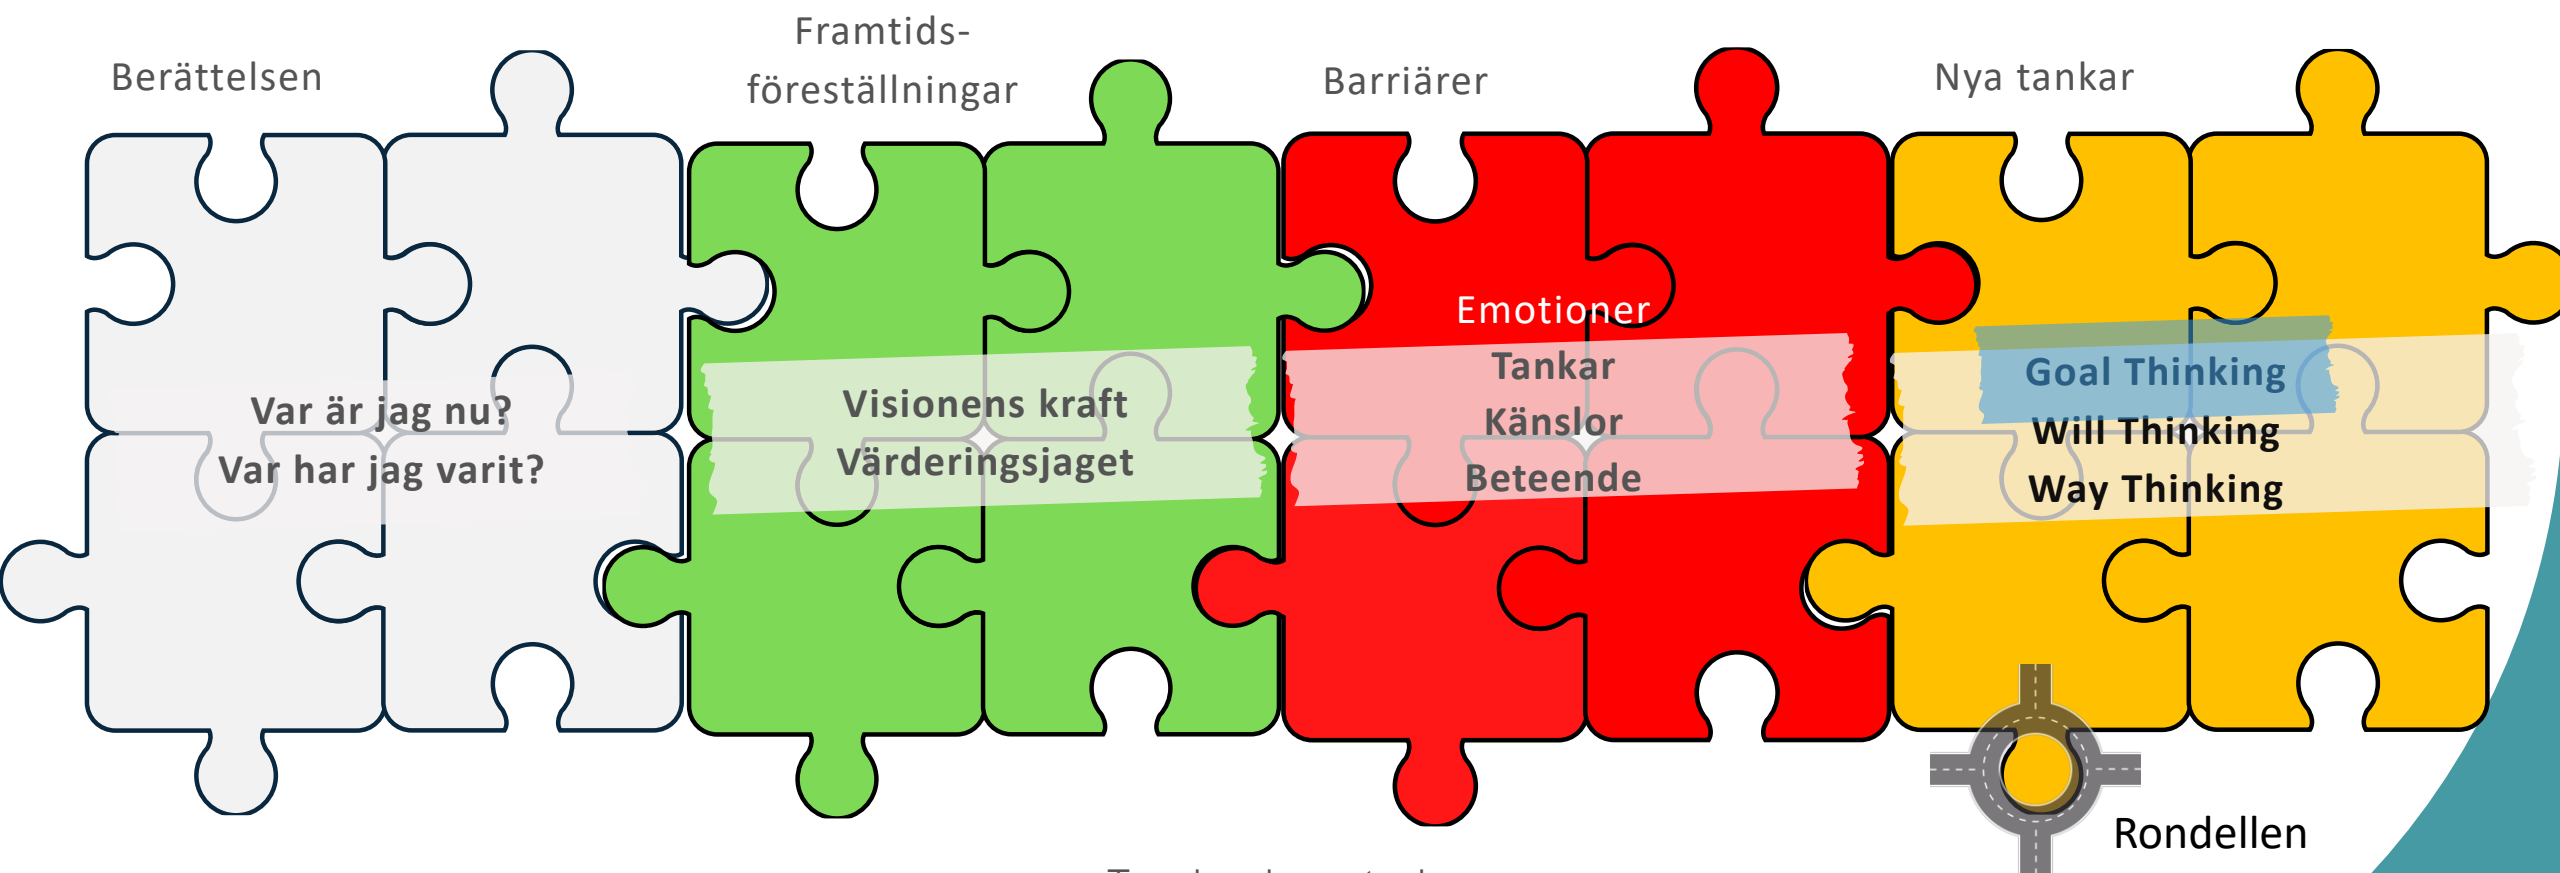 Berättelsen
Var är jag nu?
Var har jag varit?
Framtids-
föreställningar
Visionens kraft
Värderingsjaget
Barriärer
Emotioner
Tankar
Känslor
Beteende
Nya tankar
Goal Thinking
Will Thinking
Way Thinking
Rondellen